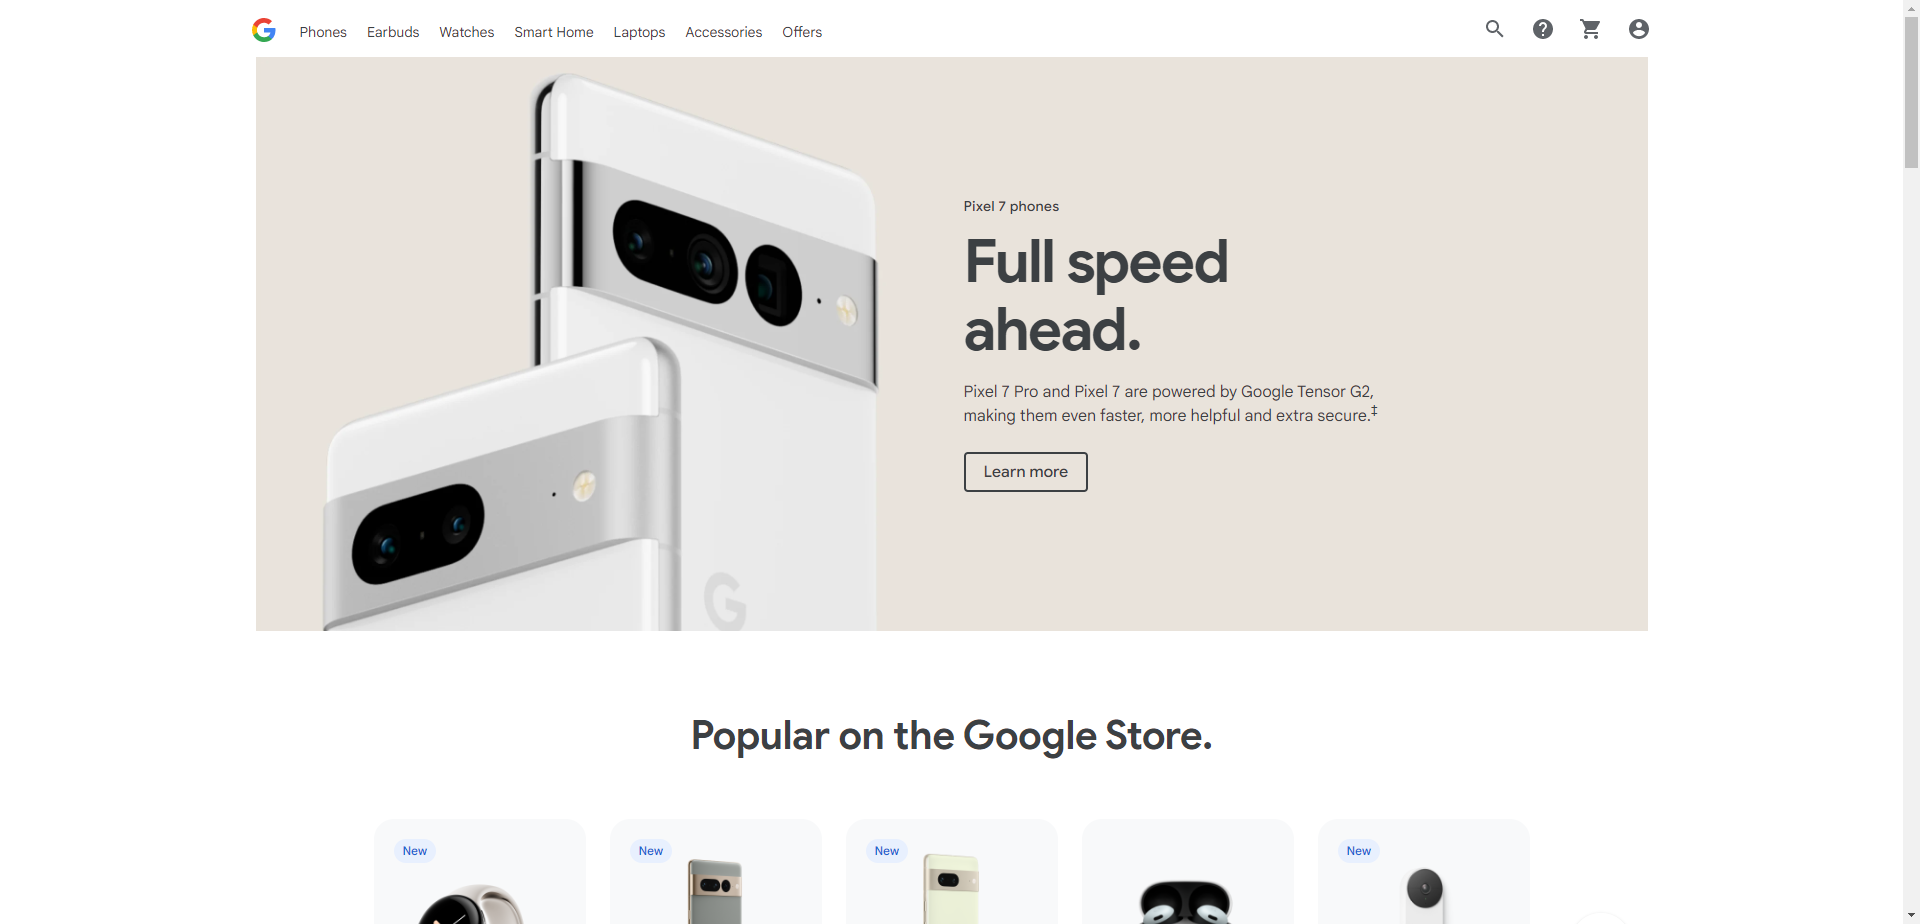 Phones Earbuds Watches Smart Home Laptops Accessories Offers
Pixel 7 phones
Full speed
ahead.
Pixel 7 Pro and Pixel 7 are powered by Google Tensor G2,
making them even faster, more helpful and extra secure.‡
Learn more
Popular on the Google Store.
New New New New